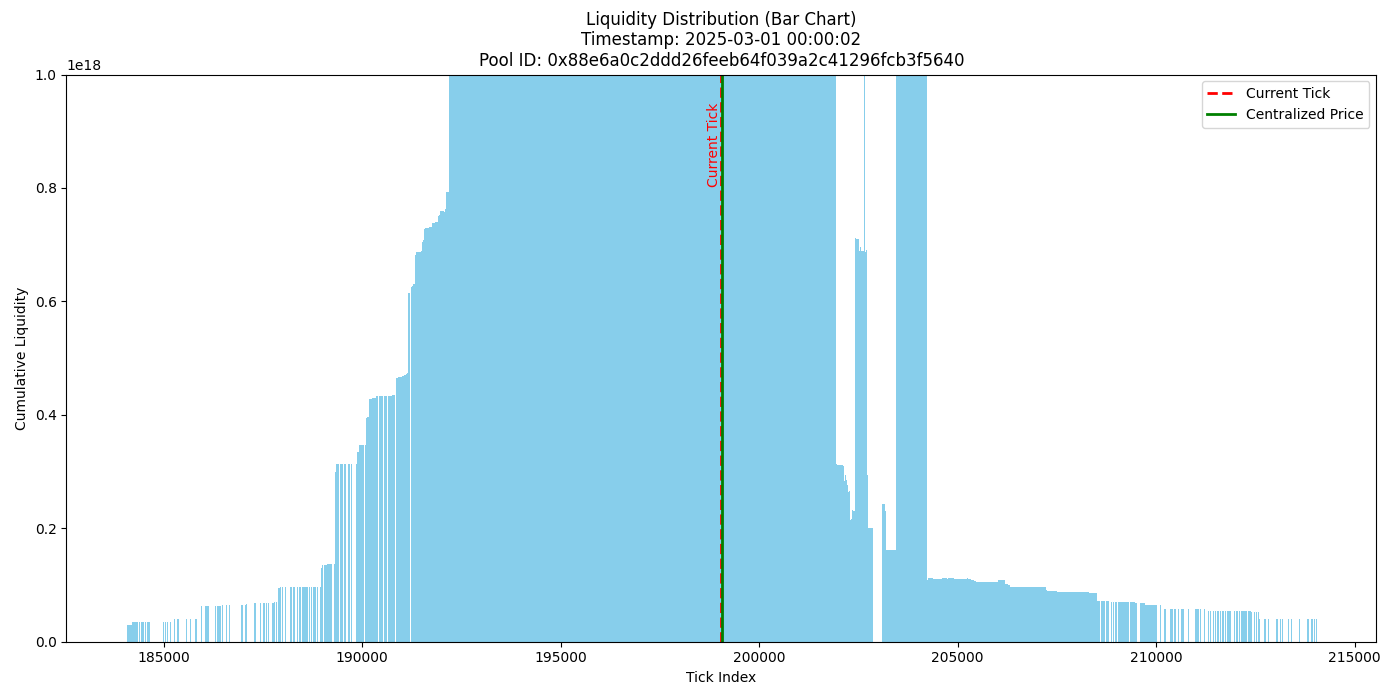 Liquidity Distribution (Bar Chart)
Timestamp: 2025-03-01 00:00:02
Pool ID: 0x88e6a0c2ddd26feeb64f039a2c41296fcb3f5640
1e18
1.0
0.8
0.6
0.4
0.2
0.0
Cumulative Liquidity
Current Tick
Current Tick
Centralized Price
185000
190000
195000
200000
205000
210000
215000
Tick Index